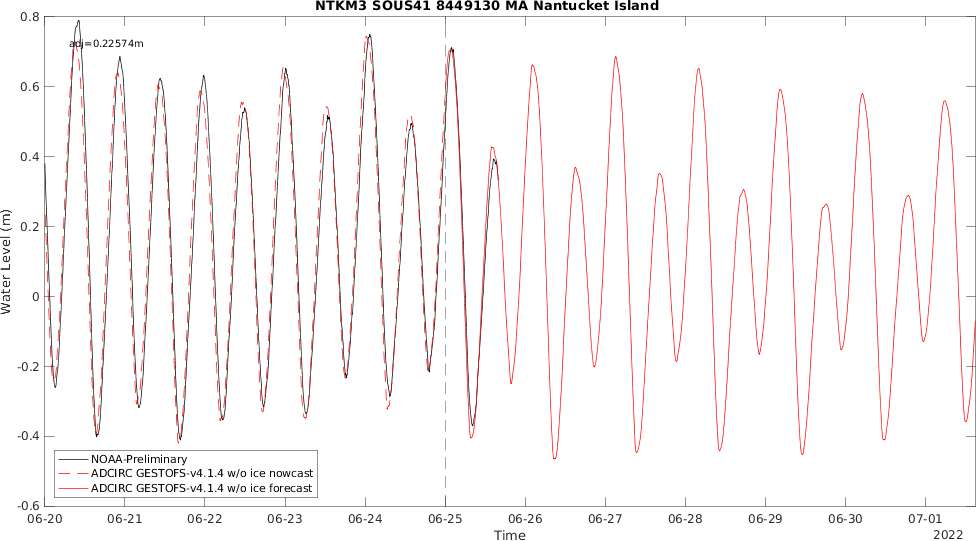 NTKM3 SOUS41 8449130 MA Nantucket Island
0.8
adj=0.22574m
0.6
0.4
0.2
0
-0.2
-0.4
-0.6
Water Level (m)
NOAA-Preliminary
ADCIRC GESTOFS-v4.1.4 w/o ice nowcast
ADCIRC GESTOFS-v4.1.4 w/o ice forecast
06-20 06-21 06-22 06-23 06-24 06-25 06-26 06-27 06-28 06-29 06-30 07-01
Time
2022